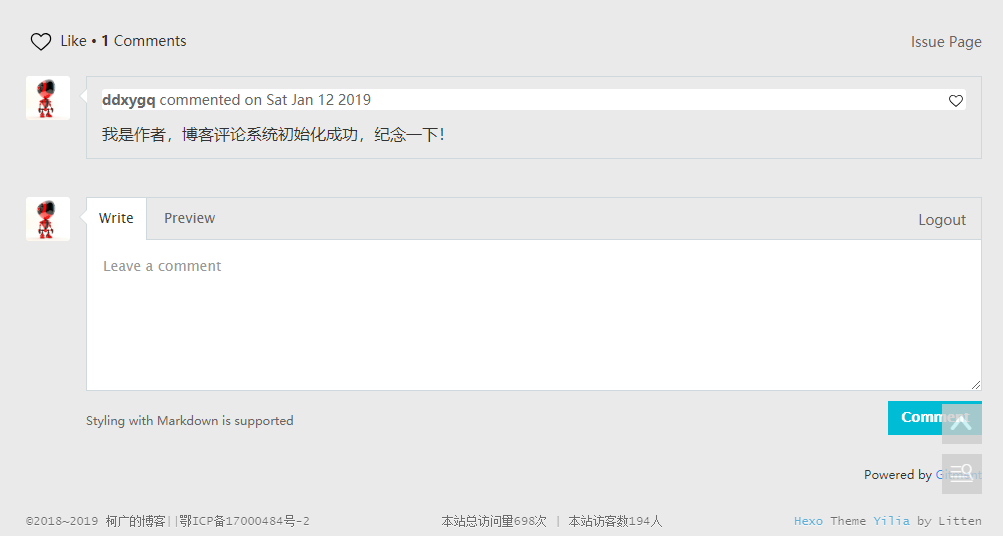 Like • 1 Comments
Issue Page
ddxygq commented on Sat Jan 12 2019
我是作者，博客评论系统初始化成功，纪念一下！
Write
Preview
Logout
Leave a comment
Styling with Markdown is supported
Comment
Powered by
©2018~2019 柯广的博客||鄂ICP备17000484号-2
本站总访问量698次 | 本站访客数194人
Hexo Theme Yilia by Litten